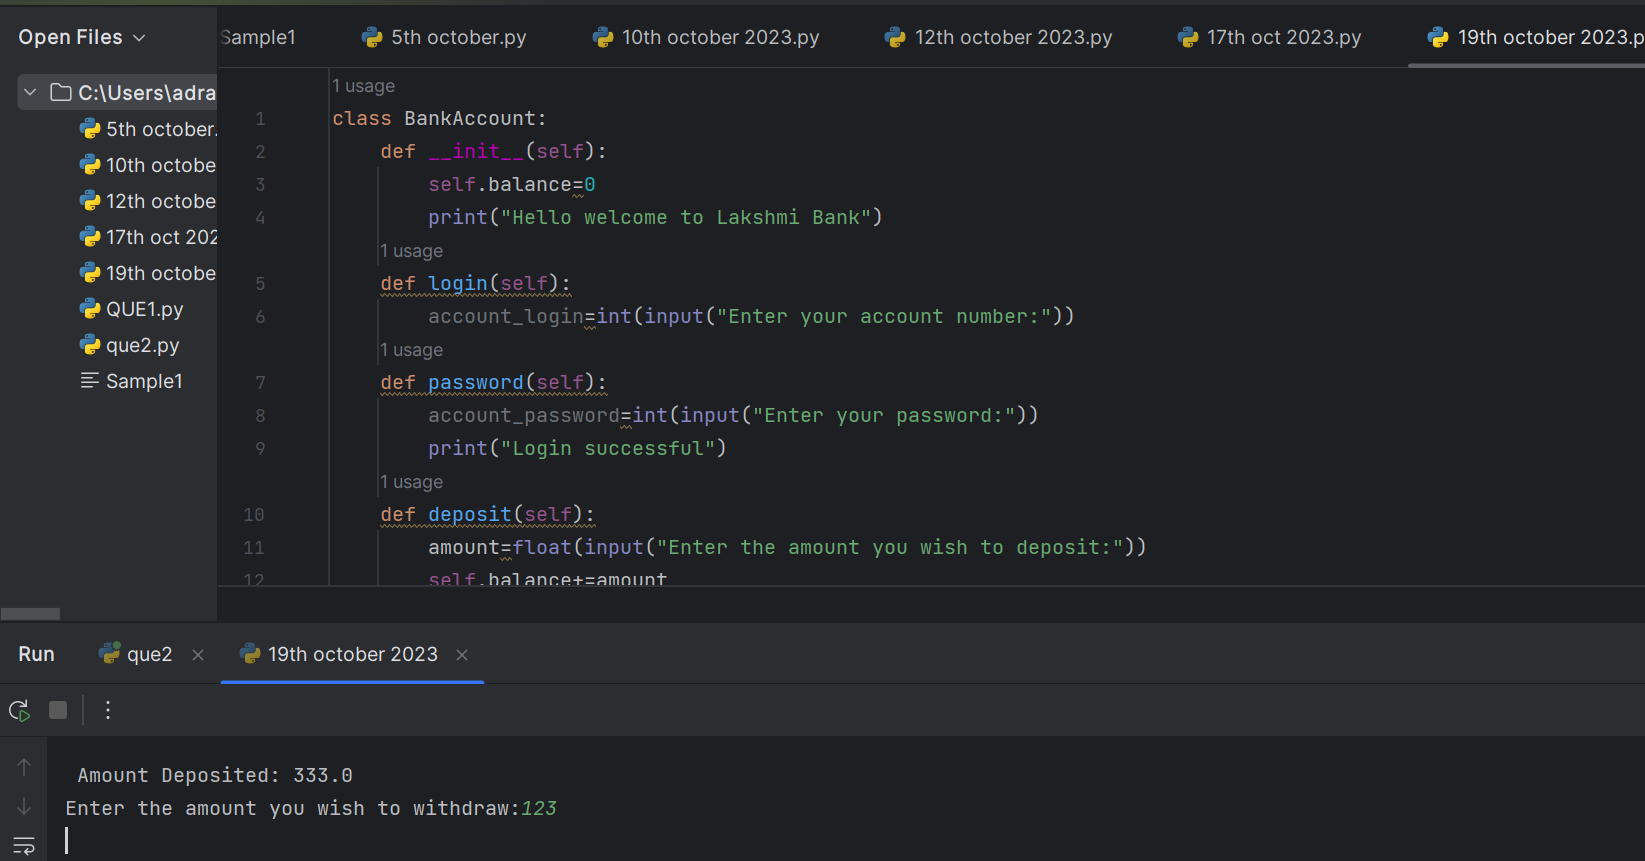 Open Files
Sample1
5th october.py
10th october 2023.py
12th october 2023.py
17th oct 2023.py
19th october 2023.p
C:\Users\adra
5th october.
10th octobe
12th octobe
17th oct 202
19th octobe
QUE1.py
que2.py
Sample1
1 usage
1 class BankAccount:
2 def __init__(self):
3 self.balance=0
4 print("Hello welcome to Lakshmi Bank")
1 usage
5 def login(self):
6 account_login=int(input("Enter your account number:"))
1 usage
7 def password(self):
8 account_password=int(input("Enter your password:"))
9 print("Login successful")
1 usage
10 def deposit(self):
11 amount=float(input("Enter the amount you wish to deposit:"))
12 self.balance+=amount
Run
que2
19th october 2023
Amount Deposited: 333.0
Enter the amount you wish to withdraw:123